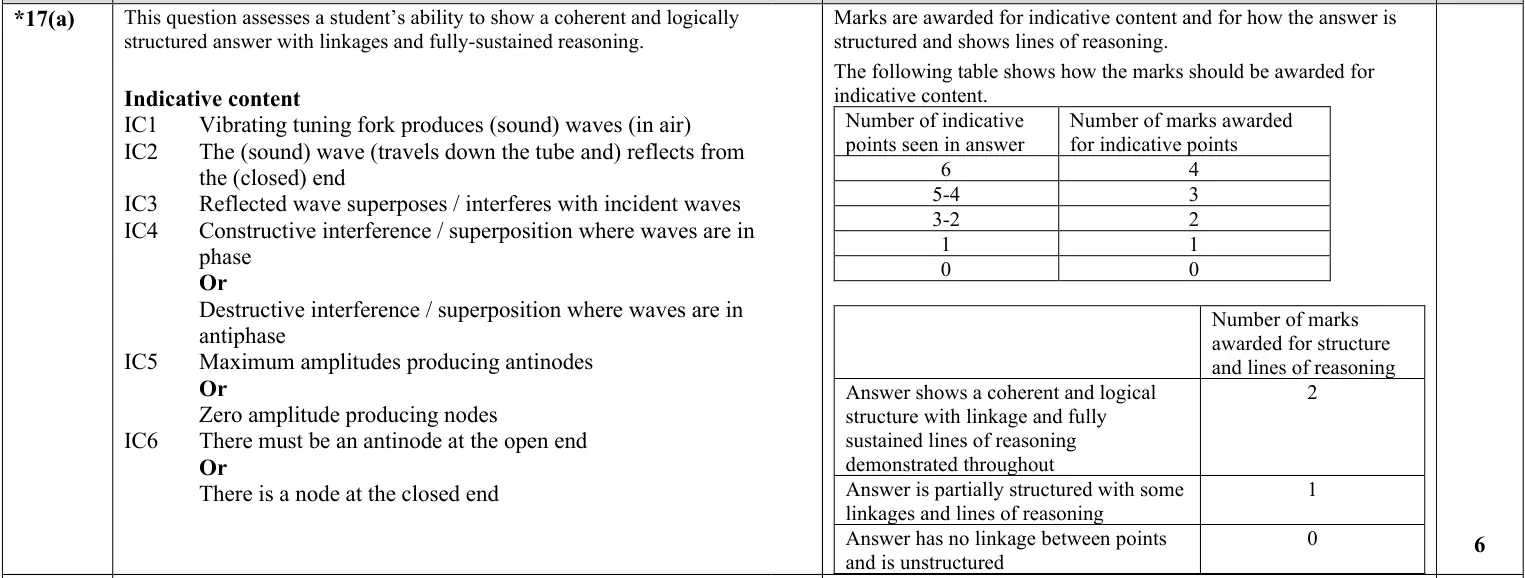 *17(a)
This question assesses a student's ability to show a coherent and logically
structured answer with linkages and fully-sustained reasoning.
Indicative content
IC1 Vibrating tuning fork produces (sound) waves (in air)
IC2 The (sound) wave (travels down the tube and) reflects from
the (closed) end
IC3 Reflected wave superposes / interferes with incident waves
IC4 Constructive interference / superposition where waves are in
phase
Or
Destructive interference / superposition where waves are in
antiphase
IC5 Maximum amplitudes producing antinodes
Or
Zero amplitude producing nodes
IC6 There must be an antinode at the open end
Or
There is a node at the closed end
Marks are awarded for indicative content and for how the answer is
structured and shows lines of reasoning.
The following table shows how the marks should be awarded for
indicative content.
Number of indicative Number of marks awarded
points seen in answer for indicative points
6 4
5-4 3
3-2 2
1 1
0 0
Number of marks
awarded for structure
and lines of reasoning
Answer shows a coherent and logical 2
structure with linkage and fully
sustained lines of reasoning
demonstrated throughout
Answer is partially structured with some 1
linkages and lines of reasoning
Answer has no linkage between points 0
and is unstructured
6